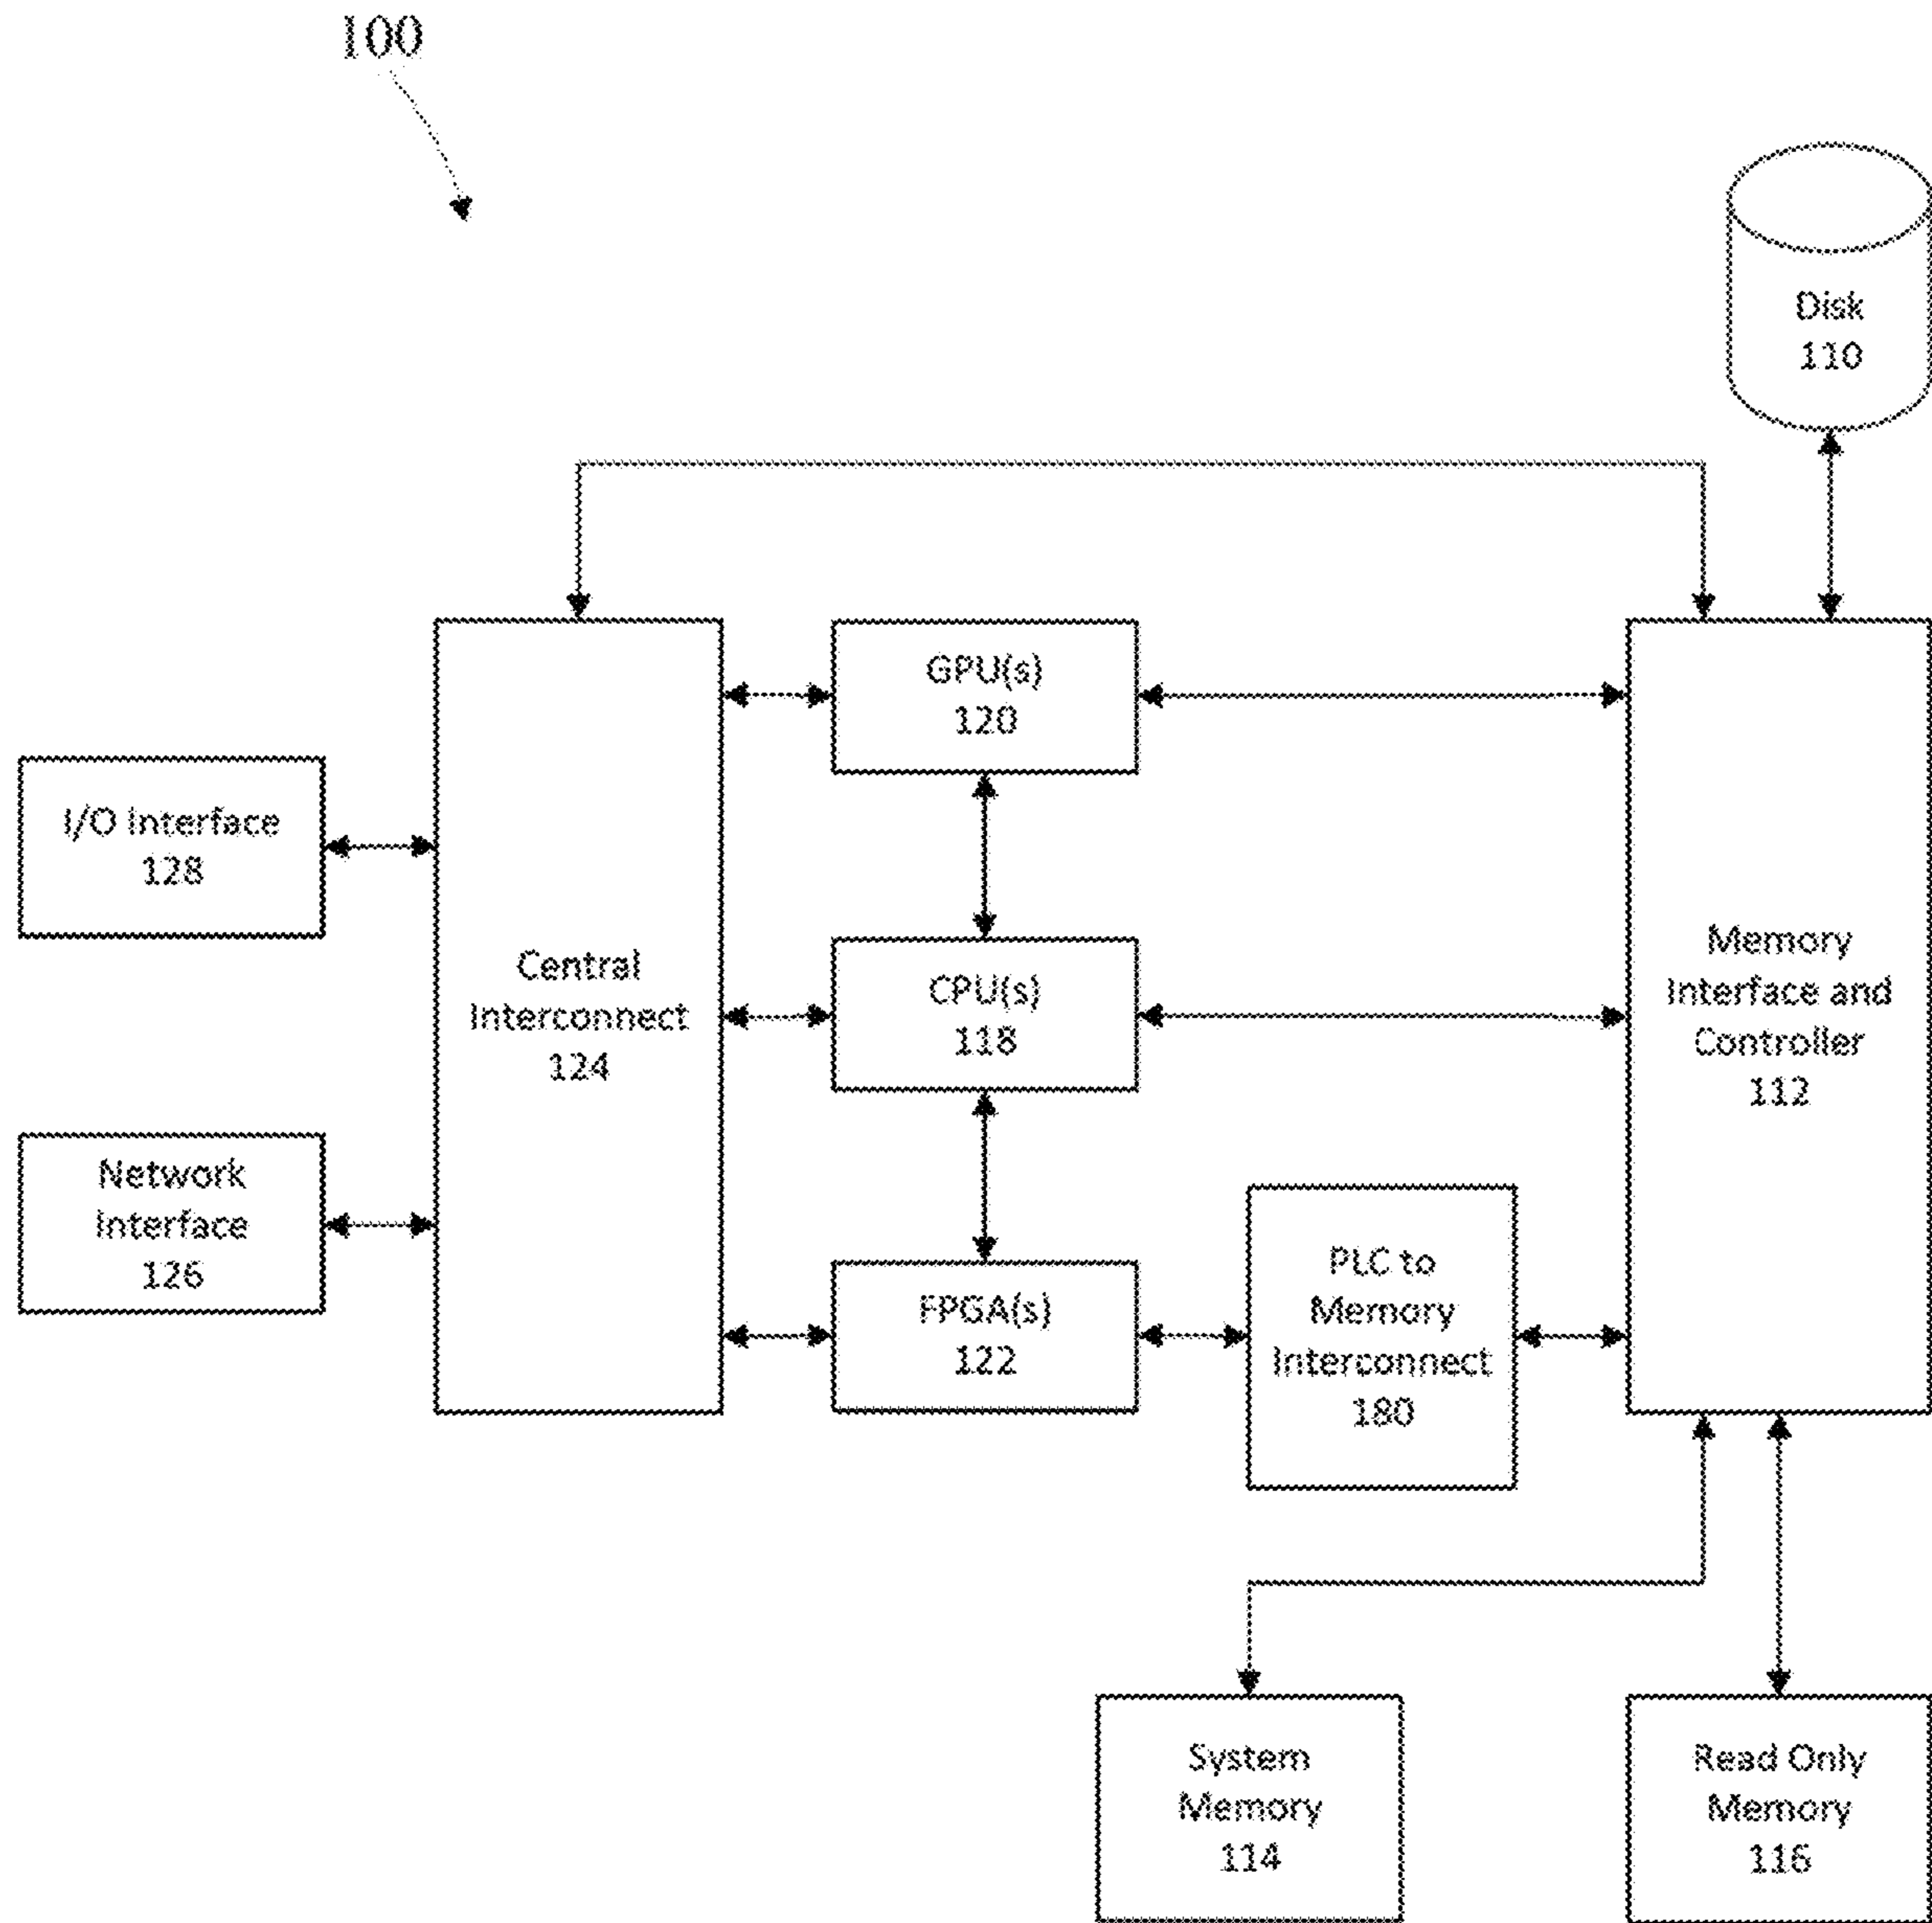 100
Disk
110
GPU(s)
120
I/O Interface
128
Central
Interconnect
124
CPU(s)
118
Memory
Interface and
Controller
112
Network
Interface
126
FPGA(s)
122
PLC to
Memory
Interconnect
180
System
Memory
114
Read Only
Memory
116